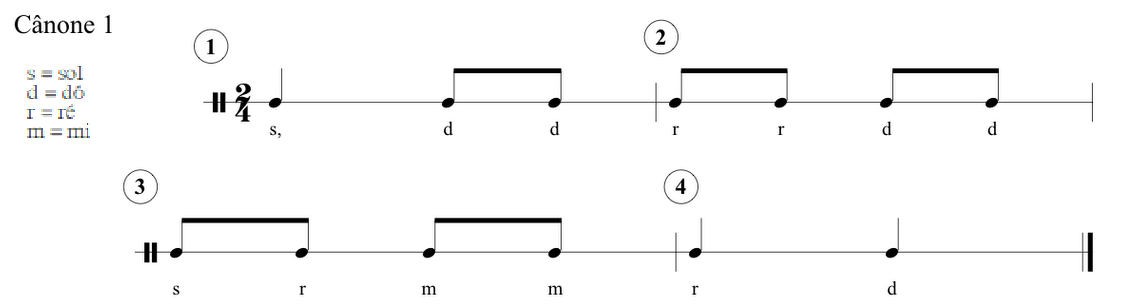 Cânone 1
s = sol
d = dó
r = ré
m = mi
1 2
2
4
s, d d r r d d
3 4
s r m m r d